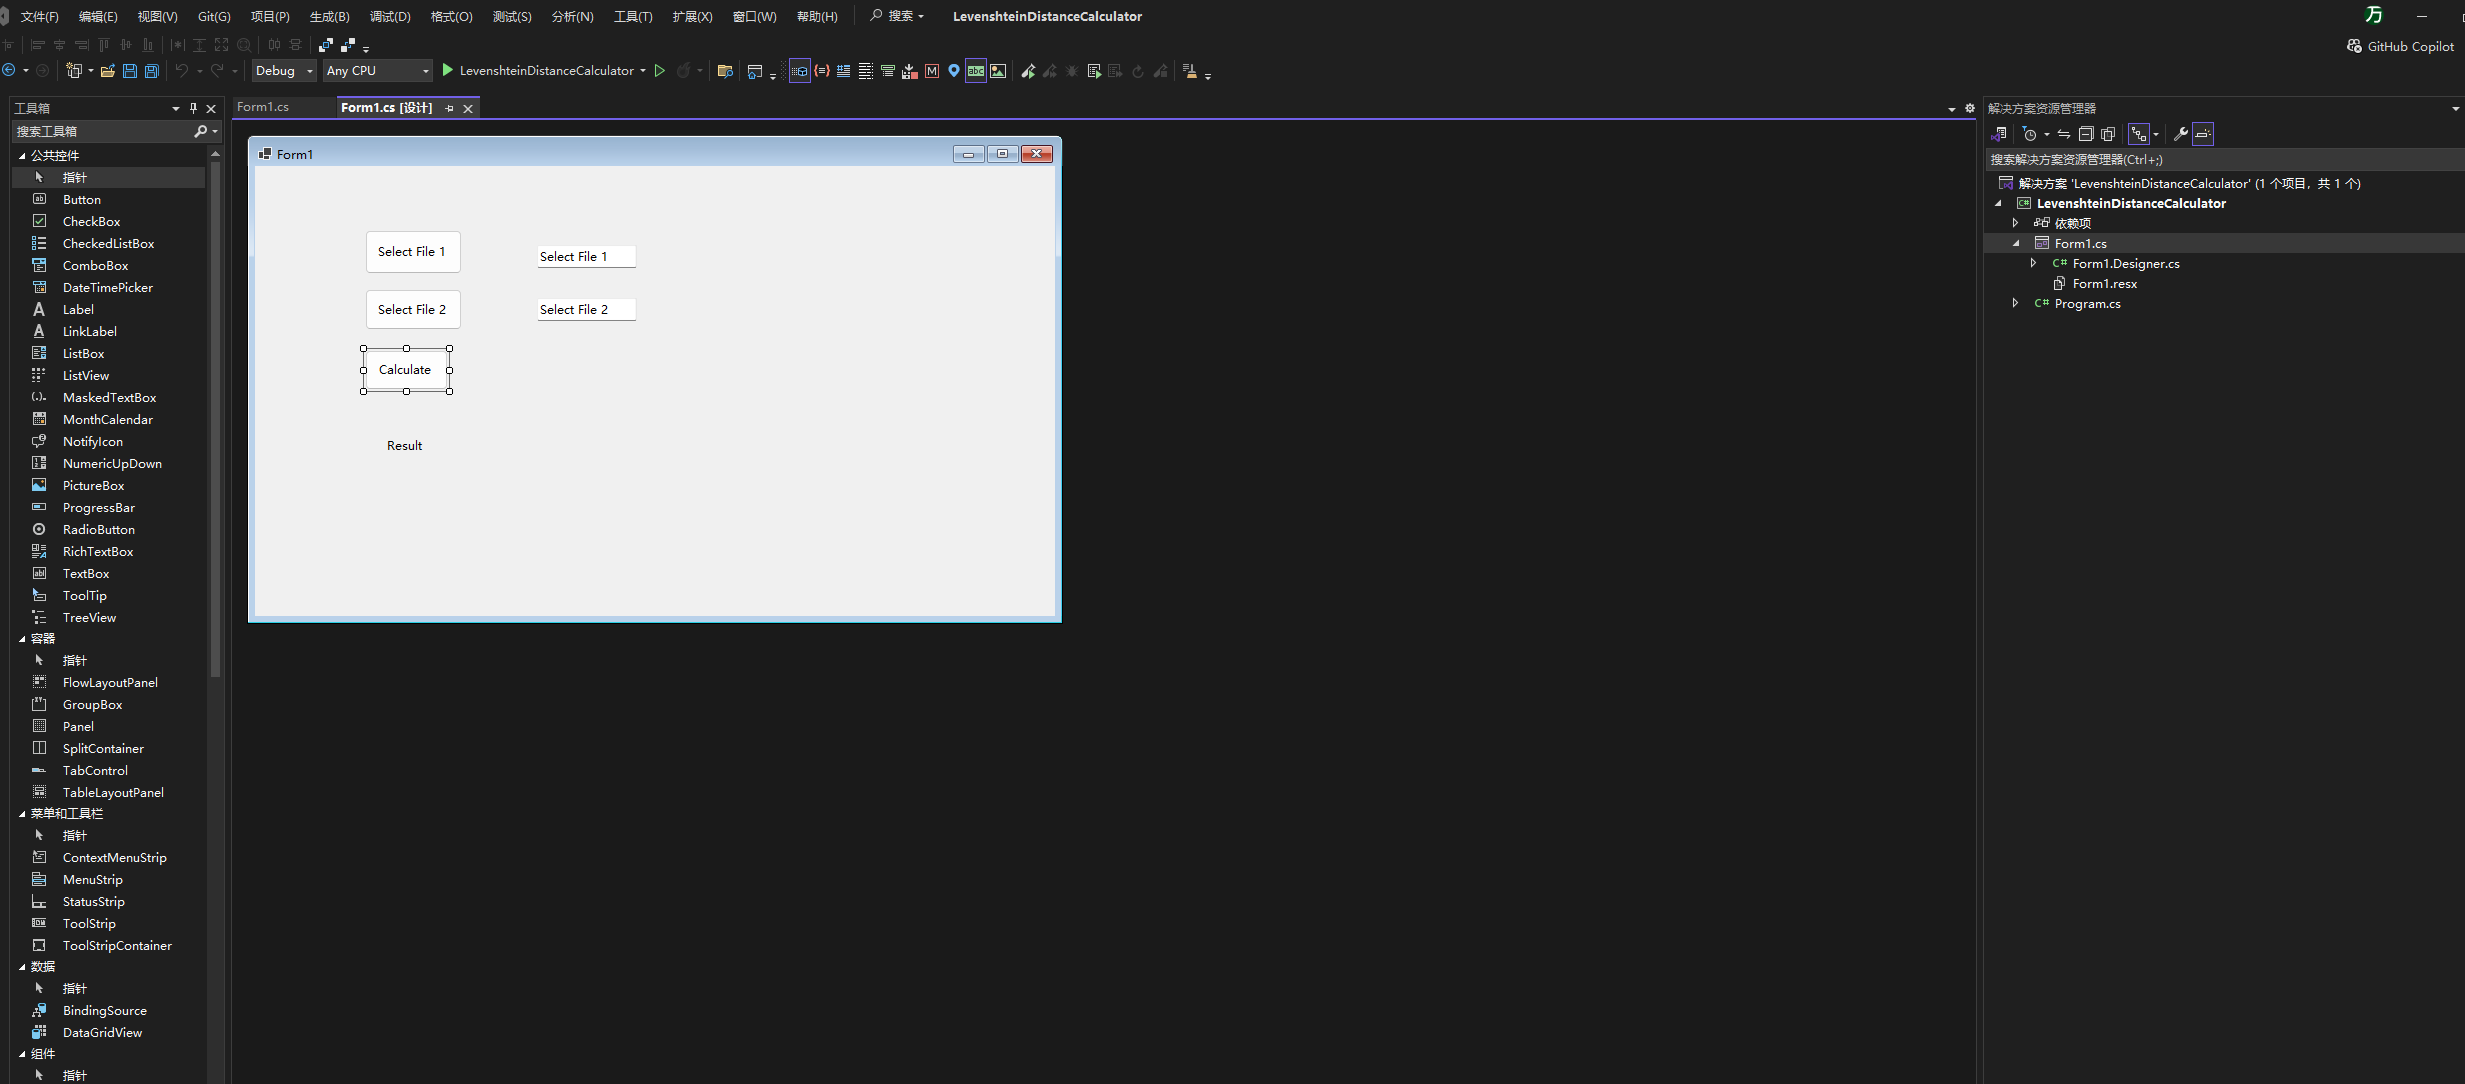 文件(F) 编辑(E) 视图(V) Git(G) 项目(P) 生成(B) 调试(D) 格式(O) 测试(S) 分析(N) 工具(T) 扩展(X) 窗口(W) 帮助(H) 搜索 LevenshteinDistanceCalculator 万
GitHub Copilot
Debug Any CPU LevenshteinDistanceCalculator
工具箱
搜索工具箱
公共控件
指针
Button
CheckBox
CheckedListBox
ComboBox
DateTimePicker
Label
LinkLabel
ListBox
ListView
MaskedTextBox
MonthCalendar
NotifyIcon
NumericUpDown
PictureBox
ProgressBar
RadioButton
RichTextBox
TextBox
ToolTip
TreeView
容器
指针
FlowLayoutPanel
GroupBox
Panel
SplitContainer
TabControl
TableLayoutPanel
菜单和工具栏
指针
ContextMenuStrip
MenuStrip
StatusStrip
ToolStrip
ToolStripContainer
数据
指针
BindingSource
DataGridView
组件
指针
Form1.cs Form1.cs [设计]
Form1
Select File 1 Select File 1
Select File 2 Select File 2
Calculate
Result
解决方案资源管理器
搜索解决方案资源管理器(Ctrl+;)
解决方案 'LevenshteinDistanceCalculator' (1 个项目，共 1 个)
LevenshteinDistanceCalculator
依赖项
Form1.cs
C# Form1.Designer.cs
Form1.resx
C# Program.cs